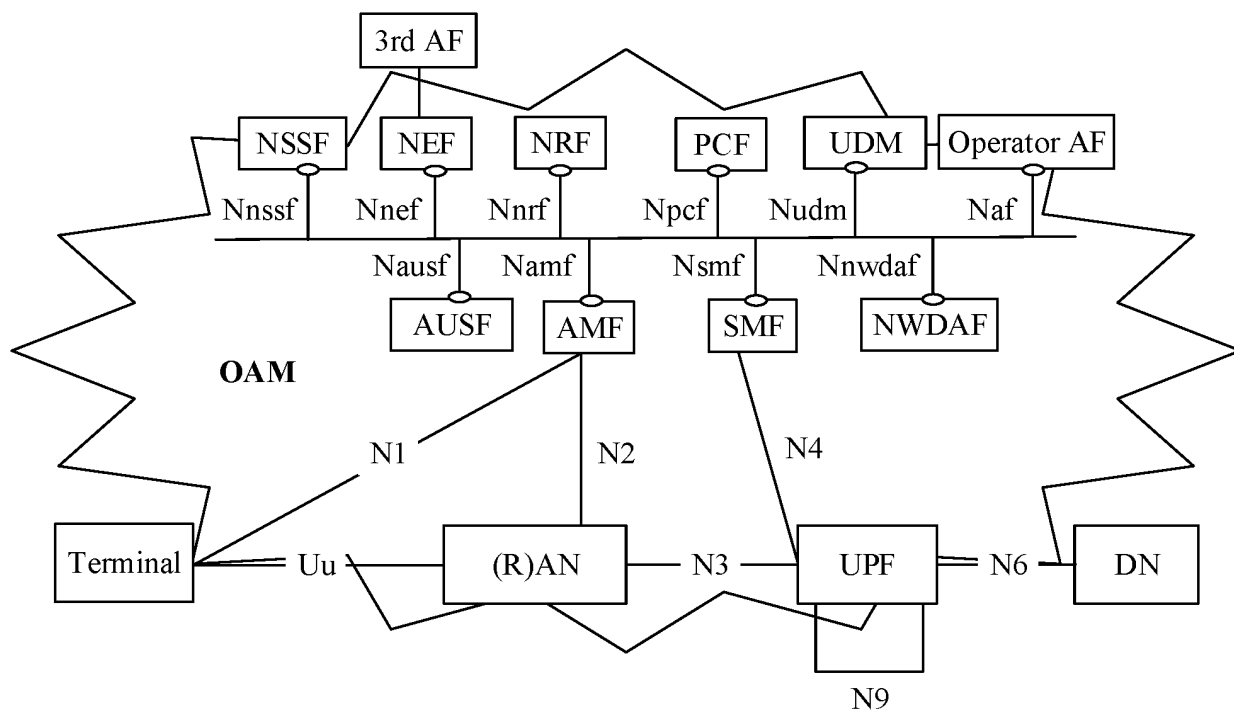 3rd AF
NSSF
NEF
NRF
PCF
UDM
Operator AF
Nnssf
Nnef
Nnrf
Npcf
Nudm
Naf
Nausf
Namf
Nsmf
Nnwdaf
AUSF
AMF
SMF
NWDAF
OAM
N1
N2
N4
Terminal
Uu
(R)AN
N3
UPF
N6
DN
N9